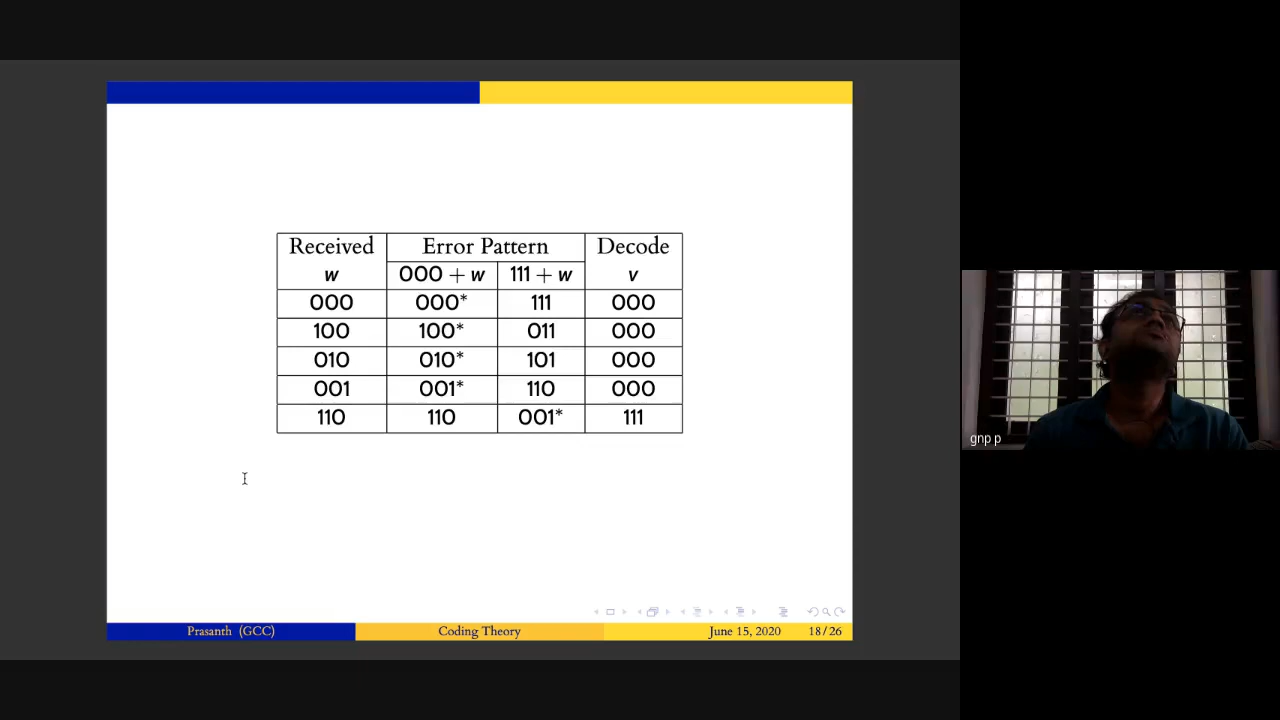 Received Error Pattern Decode
w 000 + w 111 + w v
000 000* 111 000
100 100* 011 000
010 010* 101 000
001 001* 110 000
110 110 001* 111
gnp p
Prasanth (GCC) Coding Theory June 15, 2020 18/26